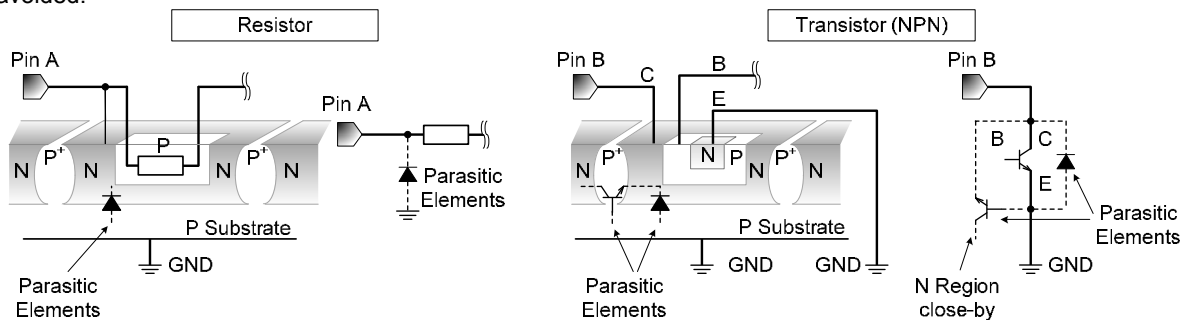 avoided.
Resistor
Pin A
N
P+
N
P
N
P+
N
P Substrate
GND
Parasitic
Elements
Pin A
Parasitic
Elements
Transistor (NPN)
Pin B
C
B
E
N
P+
N
N
P
N
P+
N
P Substrate
GND
GND
Parasitic
Elements
Pin B
B
C
E
Parasitic
Elements
GND
N Region
close-by